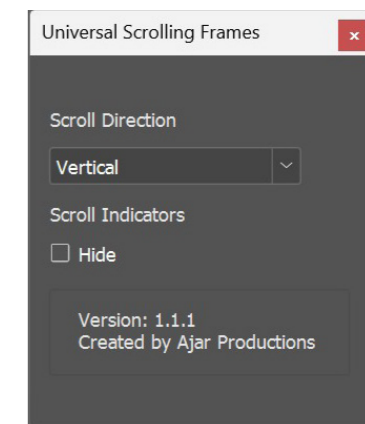 Universal Scrolling Frames
Scroll Direction
Vertical
Scroll Indicators
Hide
Version: 1.1.1
Created by Ajar Productions